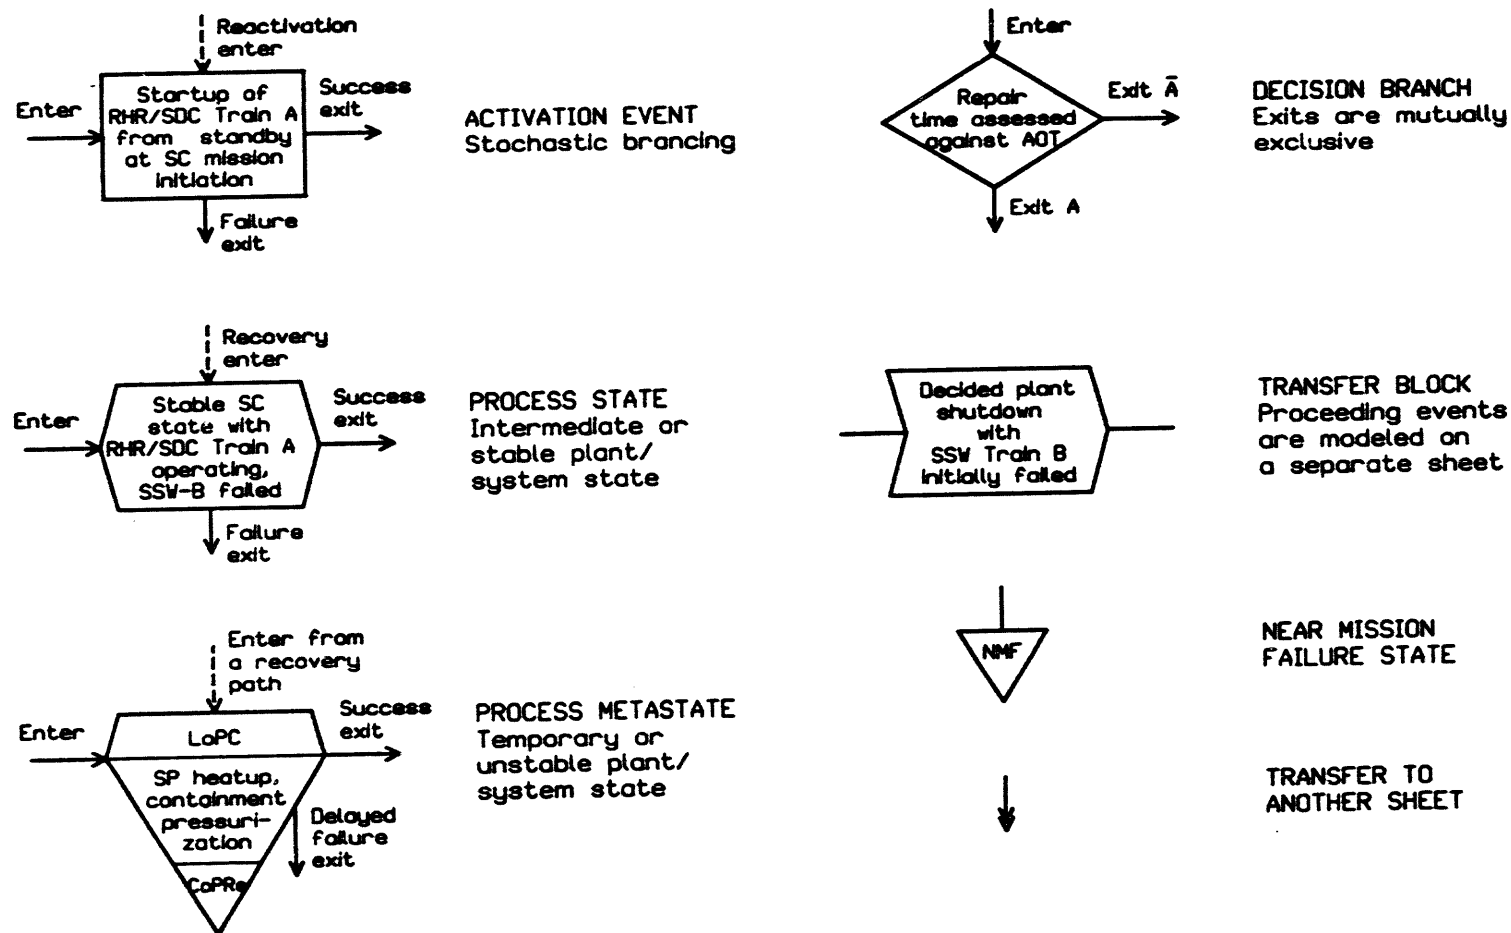 Reactivation
enter
Enter
Startup of
RHR/SDC Train A
from standby
at SC mission
initiation
Success
exit
Failure
exit
ACTIVATION EVENT
Stochastic brancing
Recovery
enter
Enter
Stable SC
state with
RHR/SDC Train A
operating,
SSW-B failed
Success
exit
Failure
exit
PROCESS STATE
Intermediate or
stable plant/
system state
Enter from
a recovery
path
Enter
LoPC
SP heatup,
containment
pressuri-
zation
CoPRe
Success
exit
Delayed
failure
exit
PROCESS METASTATE
Temporary or
unstable plant/
system state
Enter
Repair
time assessed
against AOT
Exit Ā
Exit A
DECISION BRANCH
Exits are mutually
exclusive
Decided plant
shutdown
with
SSW Train B
initially failed
TRANSFER BLOCK
Proceeding events
are modeled on
a separate sheet
NMF
NEAR MISSION
FAILURE STATE
TRANSFER TO
ANOTHER SHEET